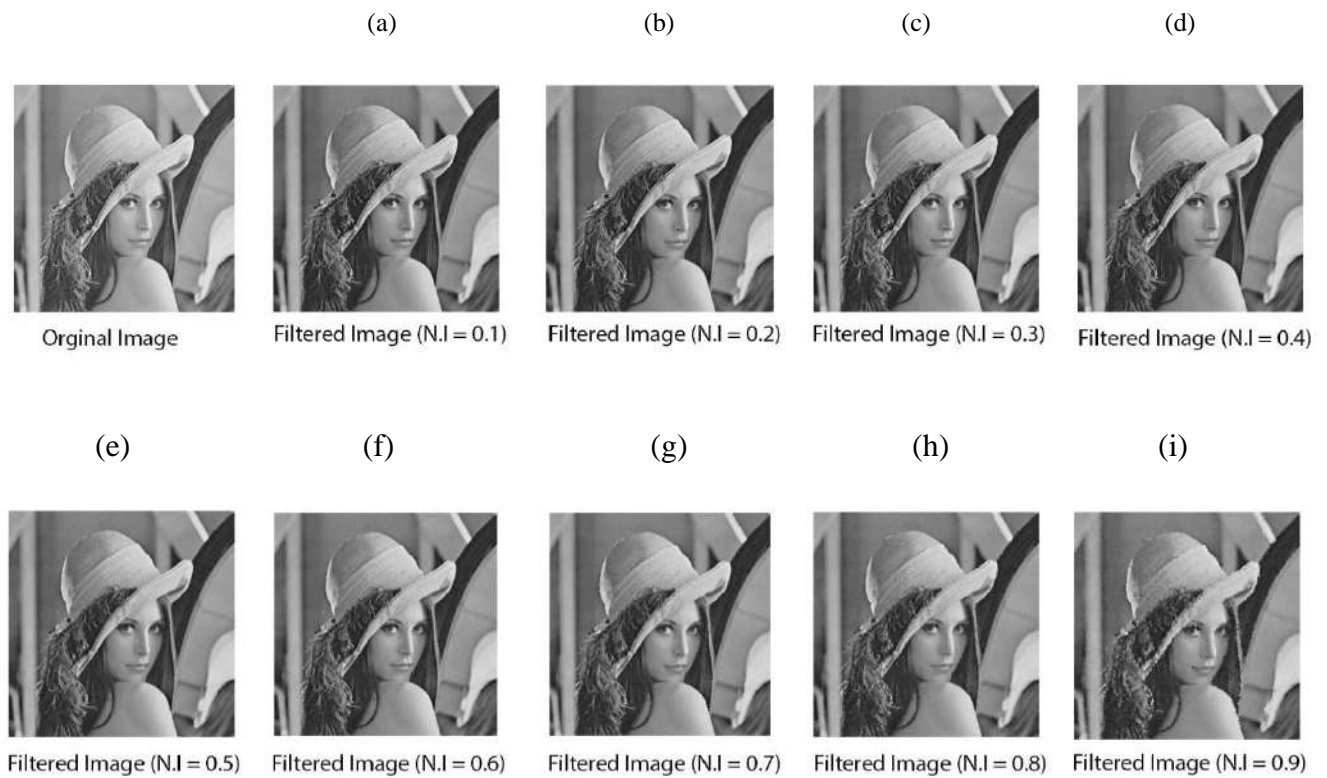 (a) (b) (c) (d)
Orginal Image Filtered Image (N.I = 0.1) Filtered Image (N.I = 0.2) Filtered Image (N.I = 0.3) Filtered Image (N.I = 0.4)
(e) (f) (g) (h) (i)
Filtered Image (N.I = 0.5) Filtered Image (N.I = 0.6) Filtered Image (N.I = 0.7) Filtered Image (N.I = 0.8) Filtered Image (N.I = 0.9)